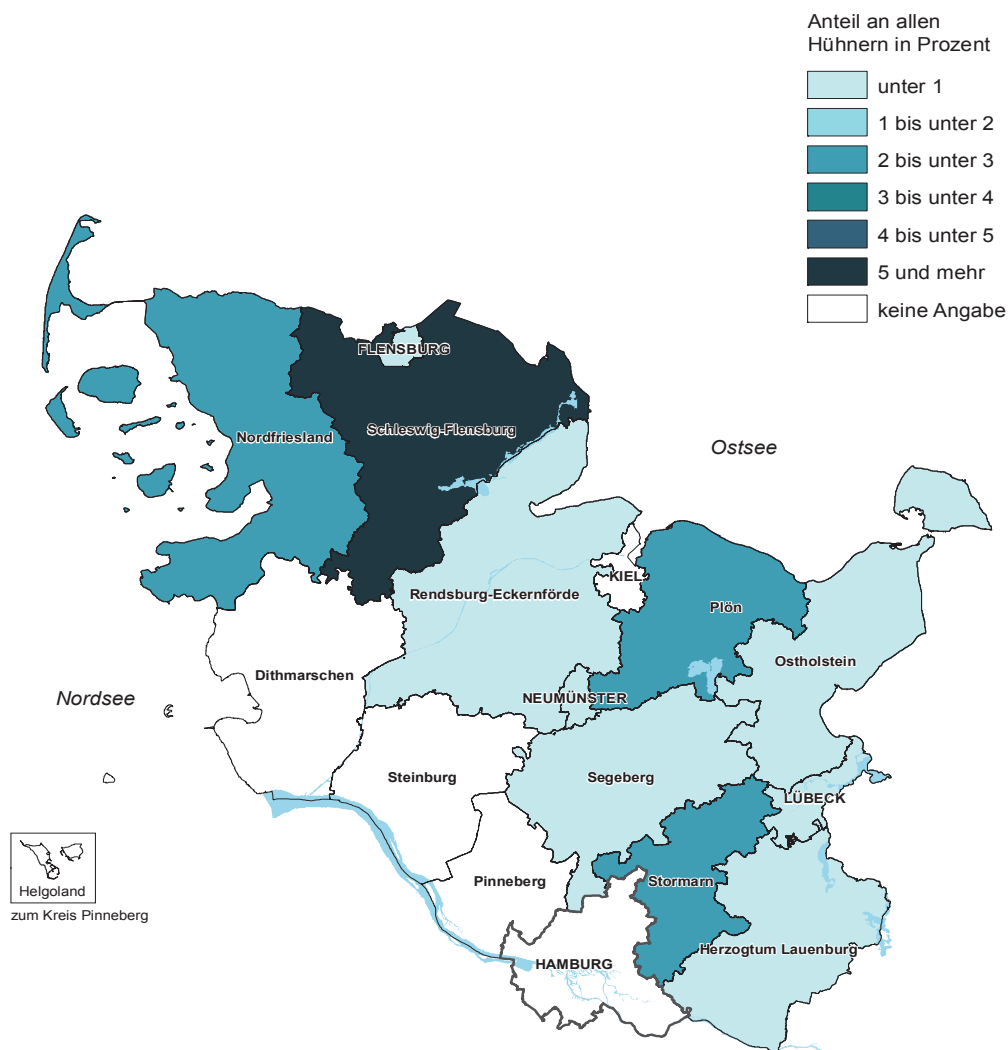 Anteil an allen
Hühnern in Prozent
unter 1
1 bis unter 2
2 bis unter 3
3 bis unter 4
4 bis unter 5
5 und mehr
keine Angabe
FLENSBURG
Schleswig-Flensburg
Nordfriesland
Ostsee
KIEL
Rendsburg-Eckernförde
Plön
Ostholstein
Dithmarschen
Nordsee
NEUMÜNSTER
Steinburg
Segeberg
LÜBECK
Pinneberg
Stormarn
Helgoland
zum Kreis Pinneberg
Herzogtum Lauenburg
HAMBURG